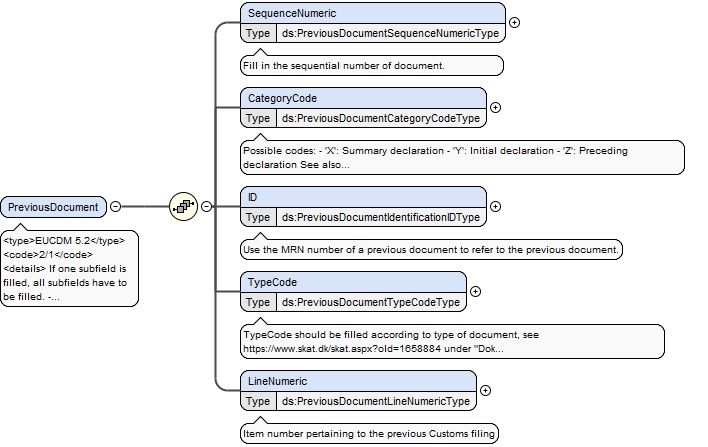 SequenceNumeric
Type ds:PreviousDocumentSequenceNumericType
Fill in the sequential number of document.
CategoryCode
Type ds:PreviousDocumentCategoryCodeType
Possible codes: - 'X': Summary declaration - 'Y': Initial declaration - 'Z': Preceding
declaration See also...
PreviousDocument
<type>EUCDM 5.2</type>
<code>2/1</code>
<details> If one subfield is
filled, all subfields have to
be filled. -...
ID
Type ds:PreviousDocumentIdentificationIDType
Use the MRN number of a previous document to refer to the previous document.
TypeCode
Type ds:PreviousDocumentTypeCodeType
TypeCode should be filled according to type of document, see
https://www.skat.dk/skat.aspx?oId=1658884 under "Dok...
LineNumeric
Type ds:PreviousDocumentLineNumericType
Item number pertaining to the previous Customs filing